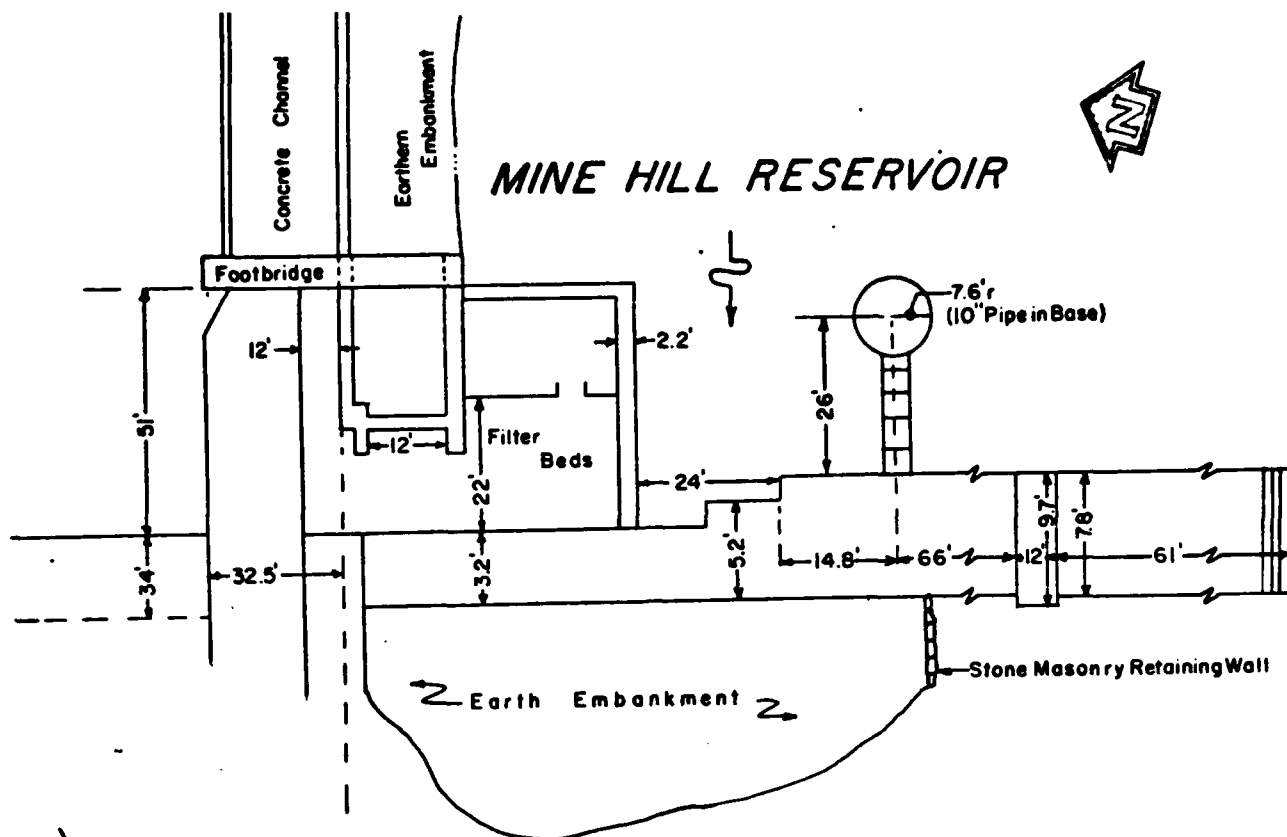 Concrete Channel
Earthern
Embankment
N
MINE HILL RESERVOIR
Footbridge
7.6'r
(10" Pipe in Base)
12'
2.2'
51'
26'
12'
Filter
Beds
22'
24'
34'
32.5'
3.2'
5.2'
14.8'
66'
12'
9.7'
7.8'
61'
Stone Masonry Retaining Wall
Earth Embankment